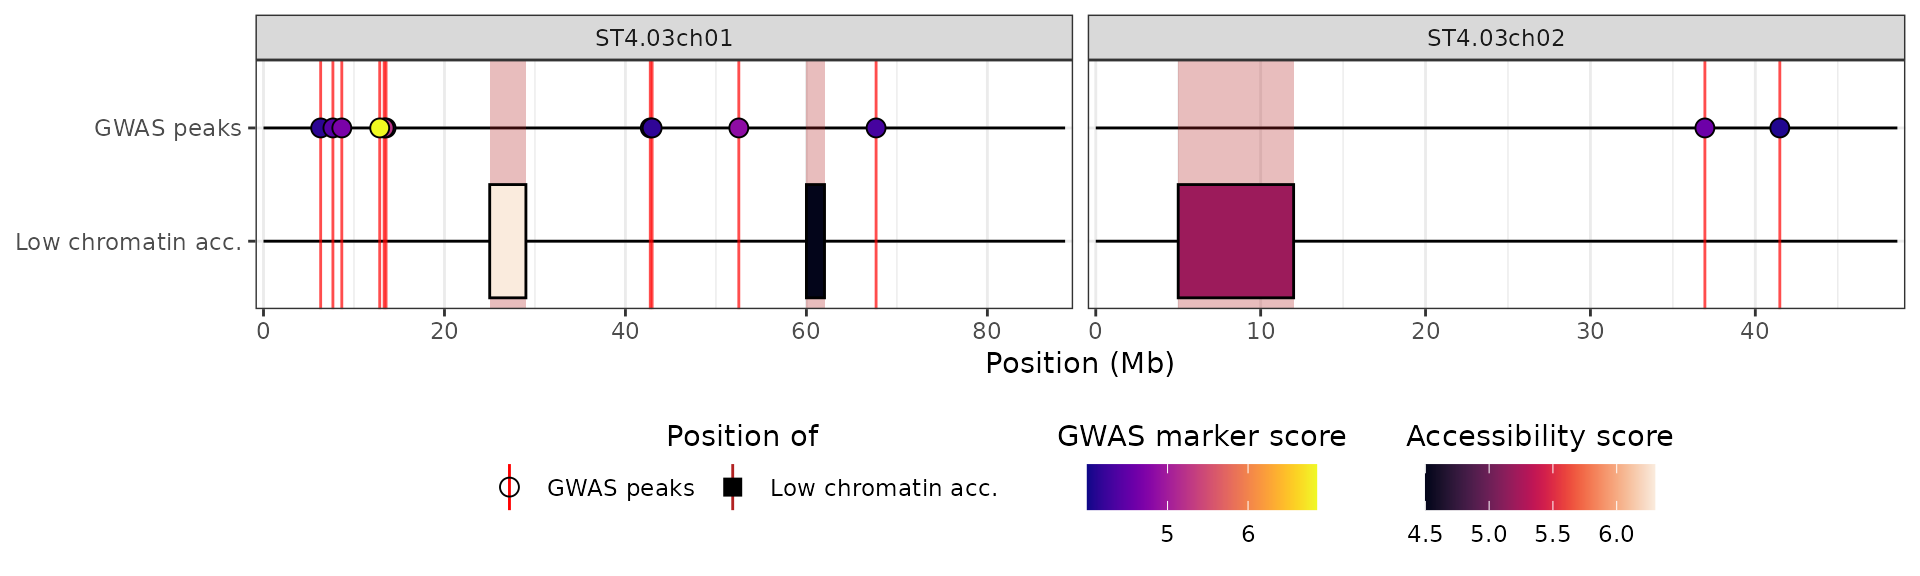 ST4.03ch01 ST4.03ch02
GWAS peaks
Low chromatin acc.
0 20 40 60 80 0 10 20 30 40
Position (Mb)
Position of GWAS marker score Accessibility score
GWAS peaks Low chromatin acc.
5 6 4.5 5.0 5.5 6.0